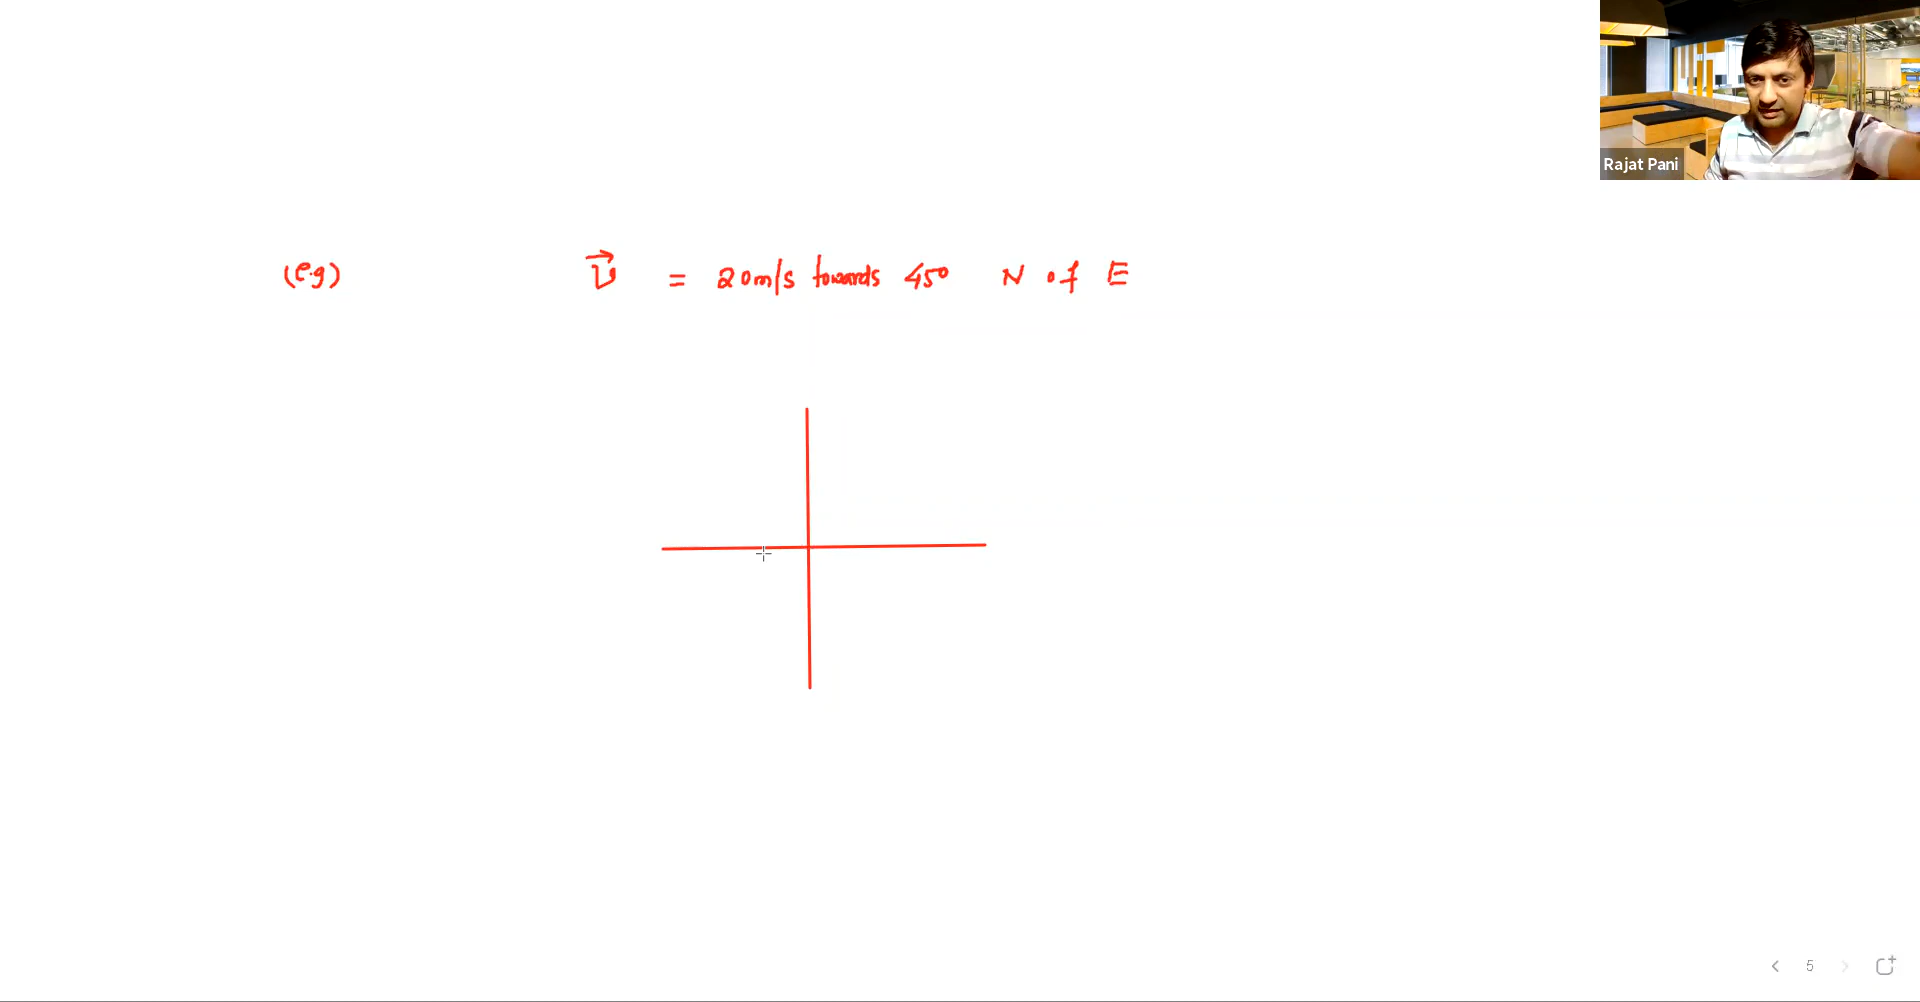 Rajat Pani
(e.g) v⃗ = 20m/s towards 45° N of E
5